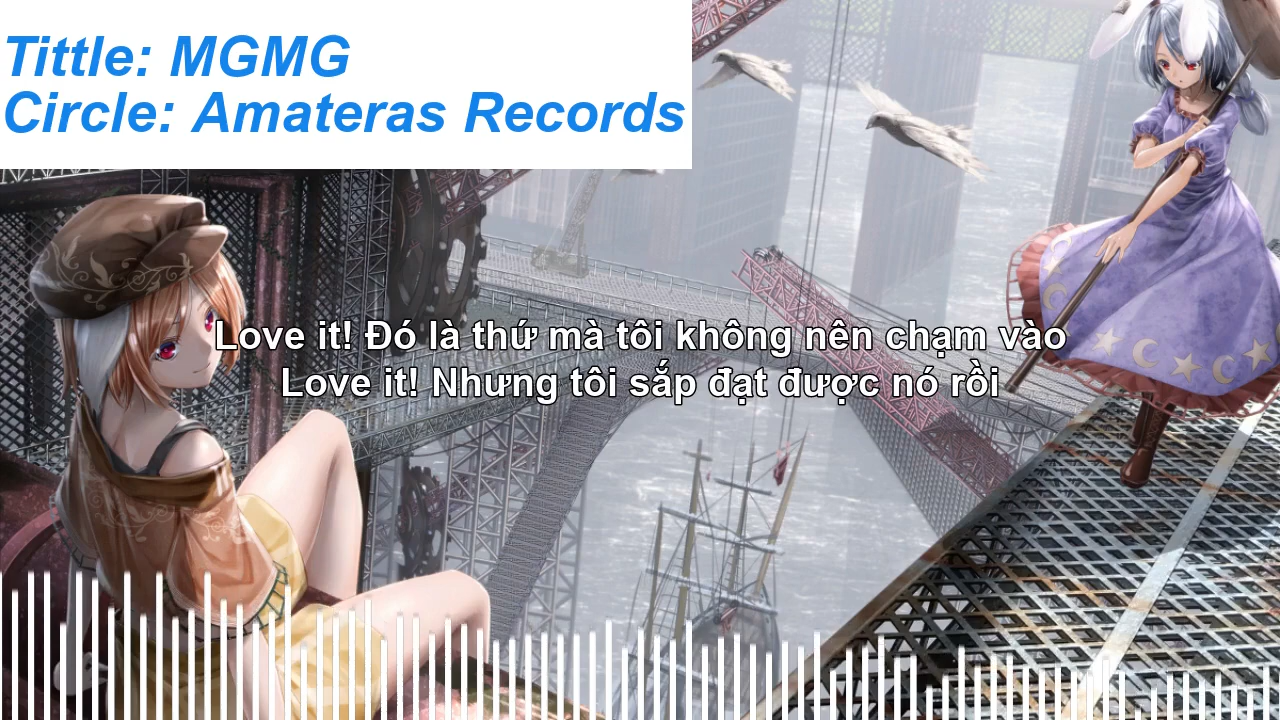 Tittle: MGMG
Circle: Amateras Records
Love it! Đó là thứ mà tôi không nên chạm vào
Love it! Nhưng tôi sắp đạt được nó rồi